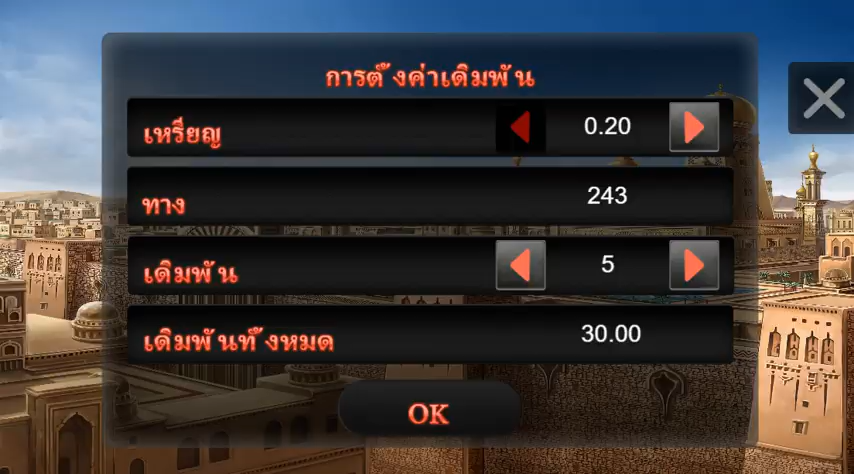 การตั้งค่าเดิมพัน
เหรียญ 0.20
ทาง 243
เดิมพัน 5
เดิมพันทั้งหมด 30.00
OK